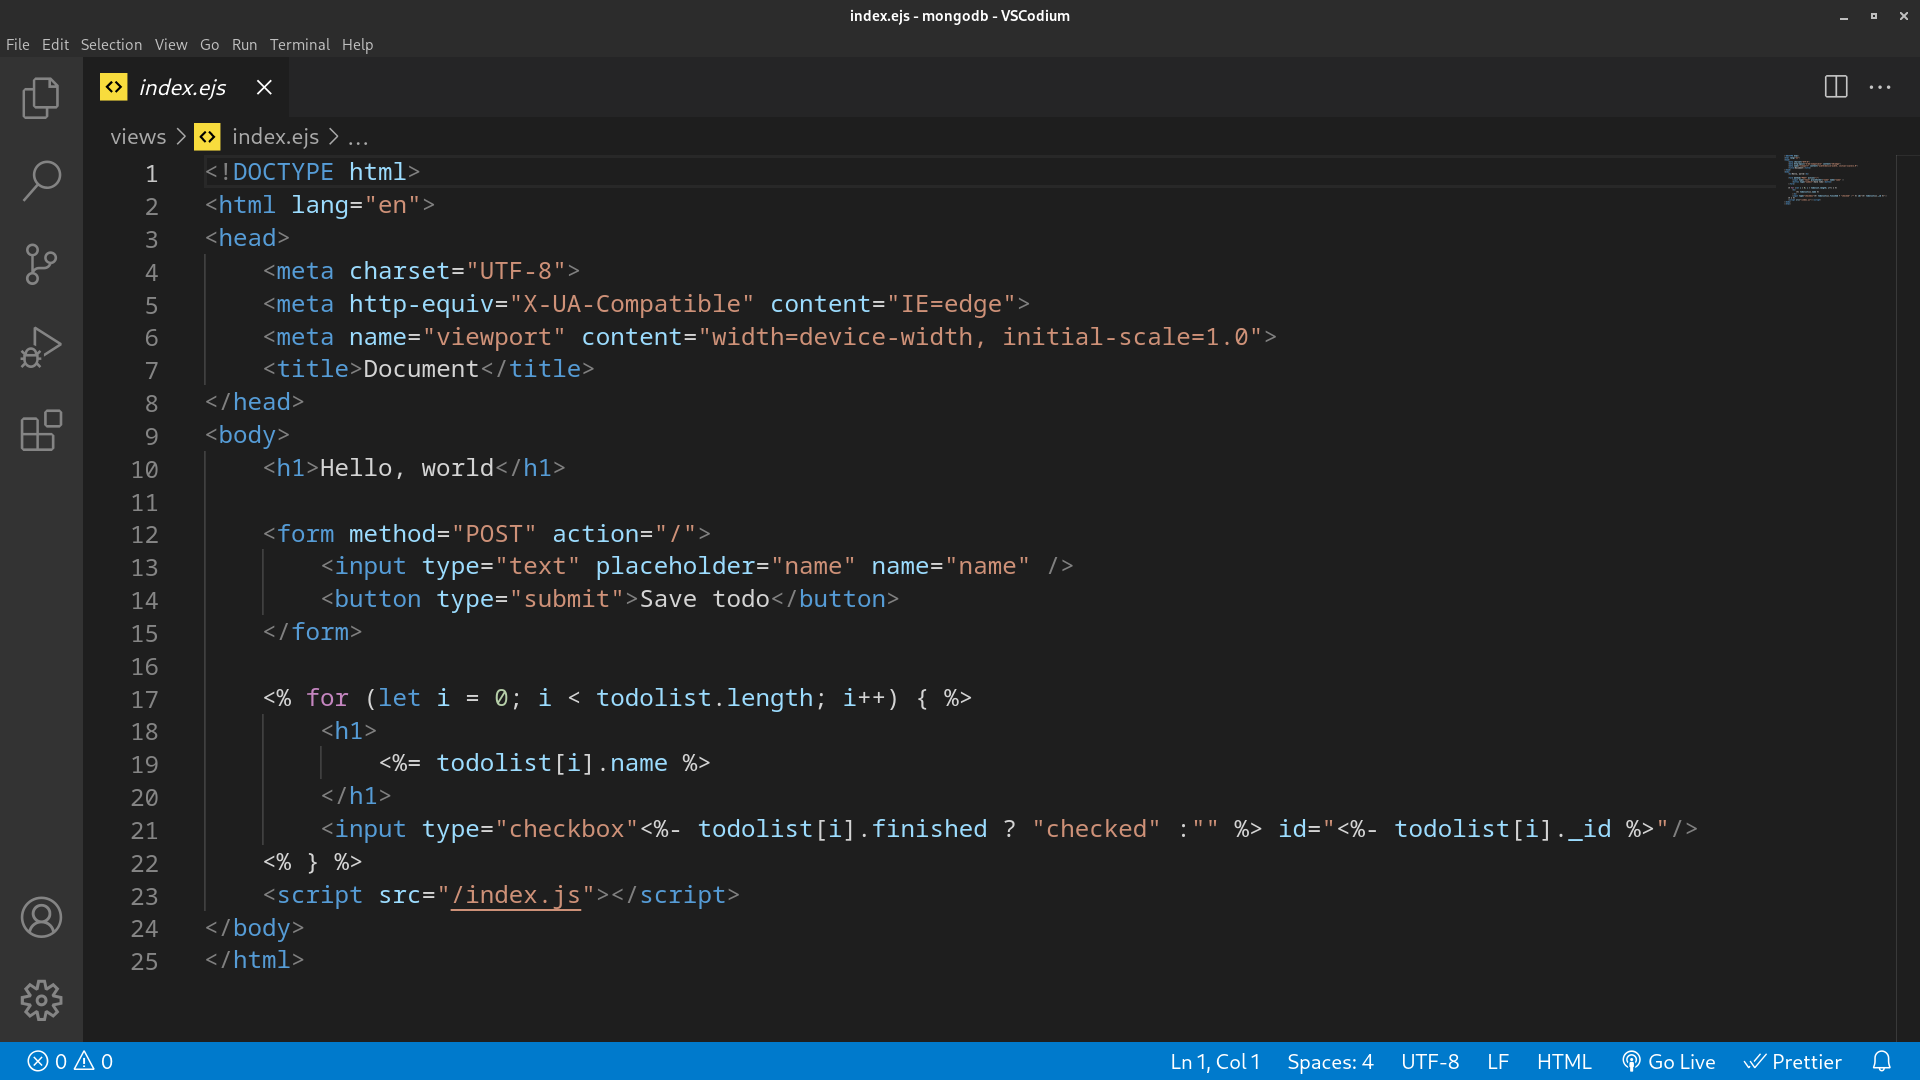 index.ejs - mongodb - VSCodium
File Edit Selection View Go Run Terminal Help
index.ejs
views > index.ejs > ...
1 <!DOCTYPE html>
2 <html lang="en">
3 <head>
4     <meta charset="UTF-8">
5     <meta http-equiv="X-UA-Compatible" content="IE=edge">
6     <meta name="viewport" content="width=device-width, initial-scale=1.0">
7     <title>Document</title>
8 </head>
9 <body>
10     <h1>Hello, world</h1>
11
12     <form method="POST" action="/">
13         <input type="text" placeholder="name" name="name" />
14         <button type="submit">Save todo</button>
15     </form>
16
17     <% for (let i = 0; i < todolist.length; i++) { %>
18         <h1>
19             <%= todolist[i].name %>
20         </h1>
21         <input type="checkbox"<%- todolist[i].finished ? "checked" :"" %> id="<%- todolist[i]._id %>"/>
22     <% } %>
23     <script src="/index.js"></script>
24 </body>
25 </html>
0 0 Ln 1, Col 1 Spaces: 4 UTF-8 LF HTML Go Live Prettier